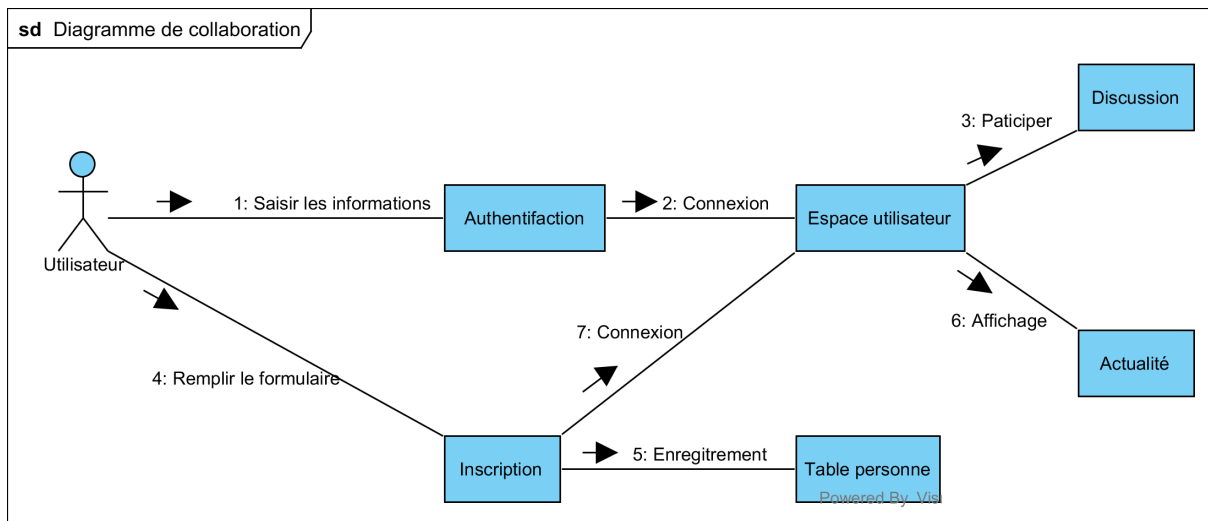 sd Diagramme de collaboration
Discussion
3: Paticiper
1: Saisir les informations
Authentifaction
2: Connexion
Espace utilisateur
Utilisateur
6: Affichage
7: Connexion
Actualité
4: Remplir le formulaire
Inscription
5: Enregitrement
Table personne
Powered By